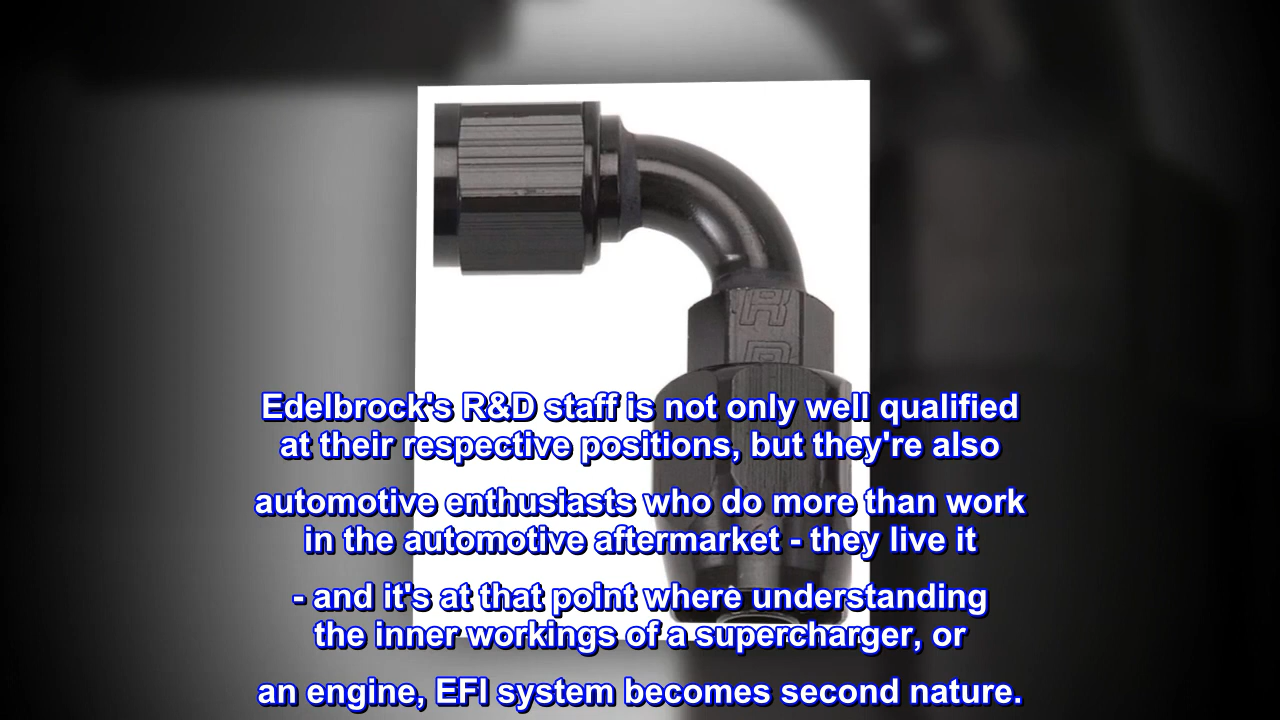 Edelbrock's R&D staff is not only well qualified
at their respective positions, but they're also
automotive enthusiasts who do more than work
in the automotive aftermarket - they live it
- and it's at that point where understanding
the inner workings of a supercharger, or
an engine, EFI system becomes second nature.